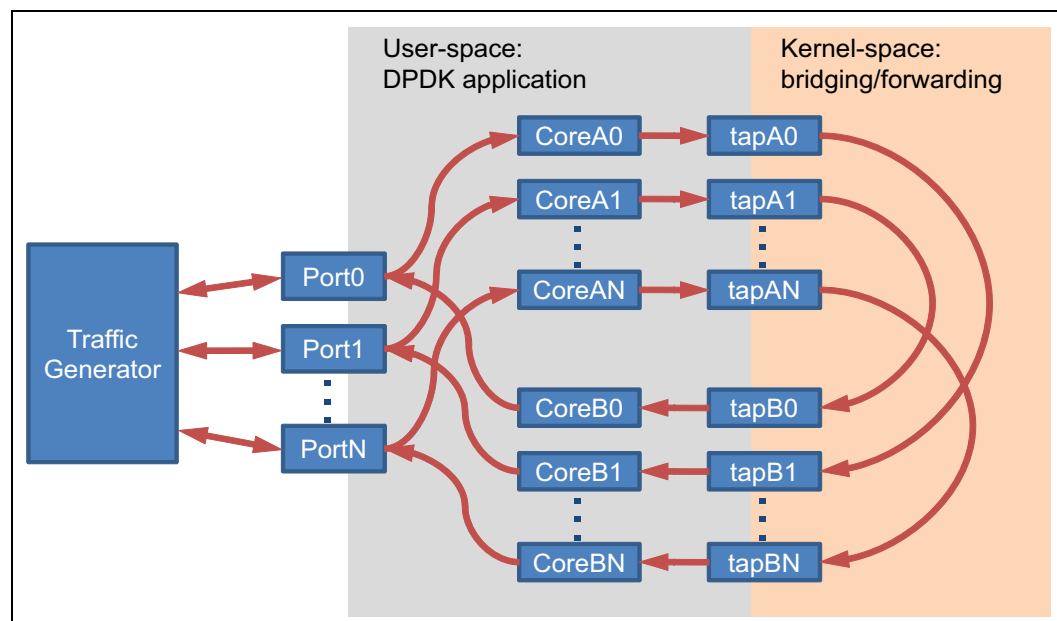 User-space:
DPDK application
Kernel-space:
bridging/forwarding
CoreA0
tapA0
CoreA1
tapA1
Port0
CoreAN
tapAN
Traffic
Generator
Port1
CoreB0
tapB0
PortN
CoreB1
tapB1
CoreBN
tapBN